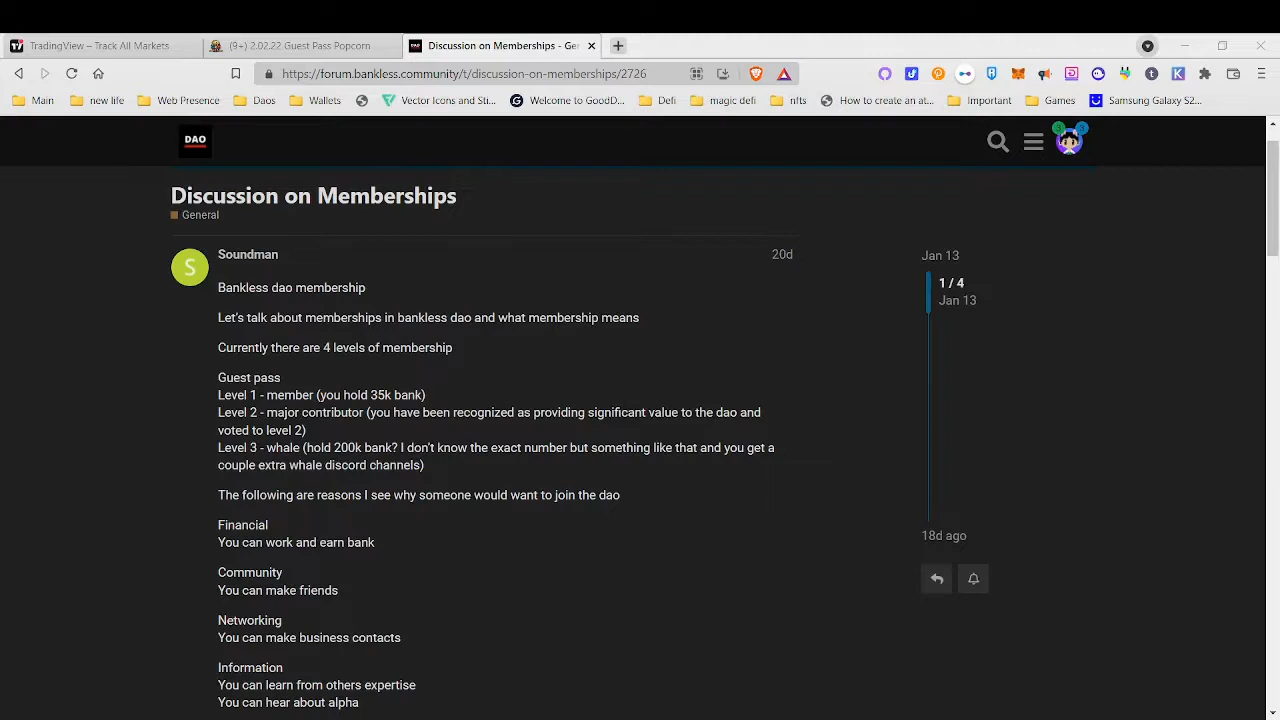 TradingView – Track All Markets
(9+) 2.02.22 Guest Pass Popcorn
Discussion on Memberships - Ger
https://forum.bankless.community/t/discussion-on-memberships/2726
Main
new life
Web Presence
Daos
Wallets
Vector Icons and Sti...
Welcome to GoodD...
Defi
magic defi
nfts
How to create an at...
Important
Games
Samsung Galaxy S2...
DAO
Discussion on Memberships
General
S
Soundman
20d
Bankless dao membership
Let's talk about memberships in bankless dao and what membership means
Currently there are 4 levels of membership
Guest pass
Level 1 - member (you hold 35k bank)
Level 2 - major contributor (you have been recognized as providing significant value to the dao and
voted to level 2)
Level 3 - whale (hold 200k bank? I don't know the exact number but something like that and you get a
couple extra whale discord channels)
The following are reasons I see why someone would want to join the dao
Financial
You can work and earn bank
Community
You can make friends
Networking
You can make business contacts
Information
You can learn from others expertise
You can hear about alpha
Jan 13
1 / 4
Jan 13
18d ago